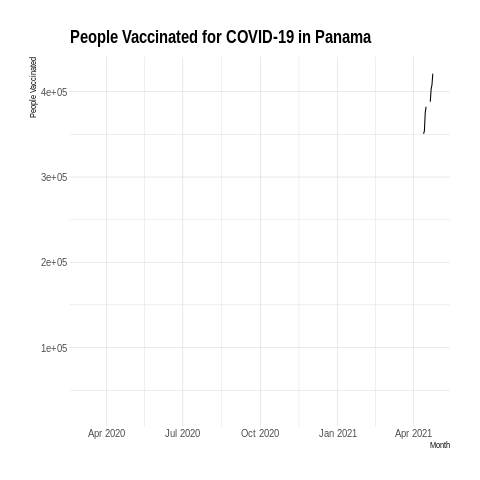 People Vaccinated for COVID-19 in Panama
People Vaccinated
4e+05
3e+05
2e+05
1e+05
Apr 2020 Jul 2020 Oct 2020 Jan 2021 Apr 2021
Month